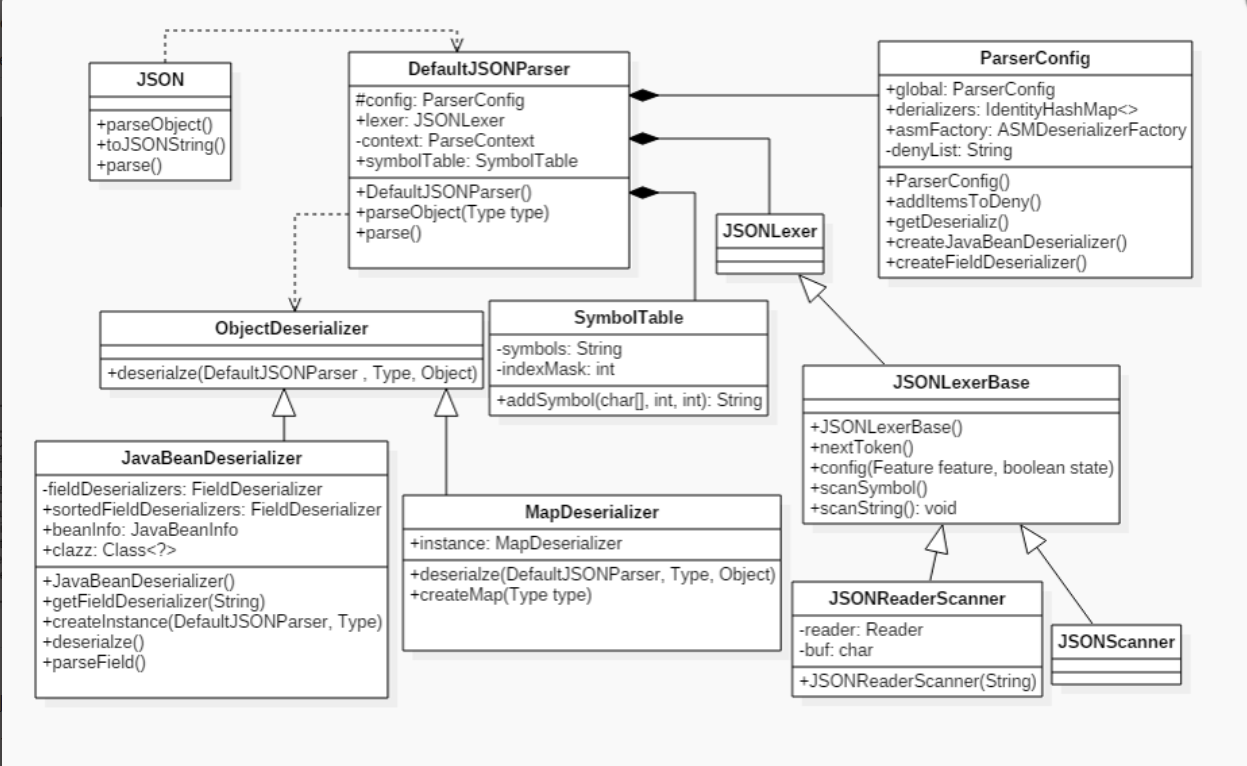 JSON
+parseObject()
+toJSONString()
+parse()
DefaultJSONParser
#config: ParserConfig
+lexer: JSONLexer
-context: ParseContext
+symbolTable: SymbolTable
+DefaultJSONParser()
+parseObject(Type type)
+parse()
ParserConfig
+global: ParserConfig
+derializers: IdentityHashMap<>
+asmFactory: ASMDeserializerFactory
-denyList: String
+ParserConfig()
+addItemsToDeny()
+getDeserializ()
+createJavaBeanDeserializer()
+createFieldDeserializer()
JSONLexer
ObjectDeserializer
+deserialze(DefaultJSONParser , Type, Object)
SymbolTable
-symbols: String
-indexMask: int
+addSymbol(char[], int, int): String
JSONLexerBase
+JSONLexerBase()
+nextToken()
+config(Feature feature, boolean state)
+scanSymbol()
+scanString(): void
JavaBeanDeserializer
-fieldDeserializers: FieldDeserializer
+sortedFieldDeserializers: FieldDeserializer
+beanInfo: JavaBeanInfo
+clazz: Class<?>
+JavaBeanDeserializer()
+getFieldDeserializer(String)
+createInstance(DefaultJSONParser, Type)
+deserialze()
+parseField()
MapDeserializer
+instance: MapDeserializer
+deserialze(DefaultJSONParser, Type, Object)
+createMap(Type type)
JSONReaderScanner
-reader: Reader
-buf: char
+JSONReaderScanner(String)
JSONScanner